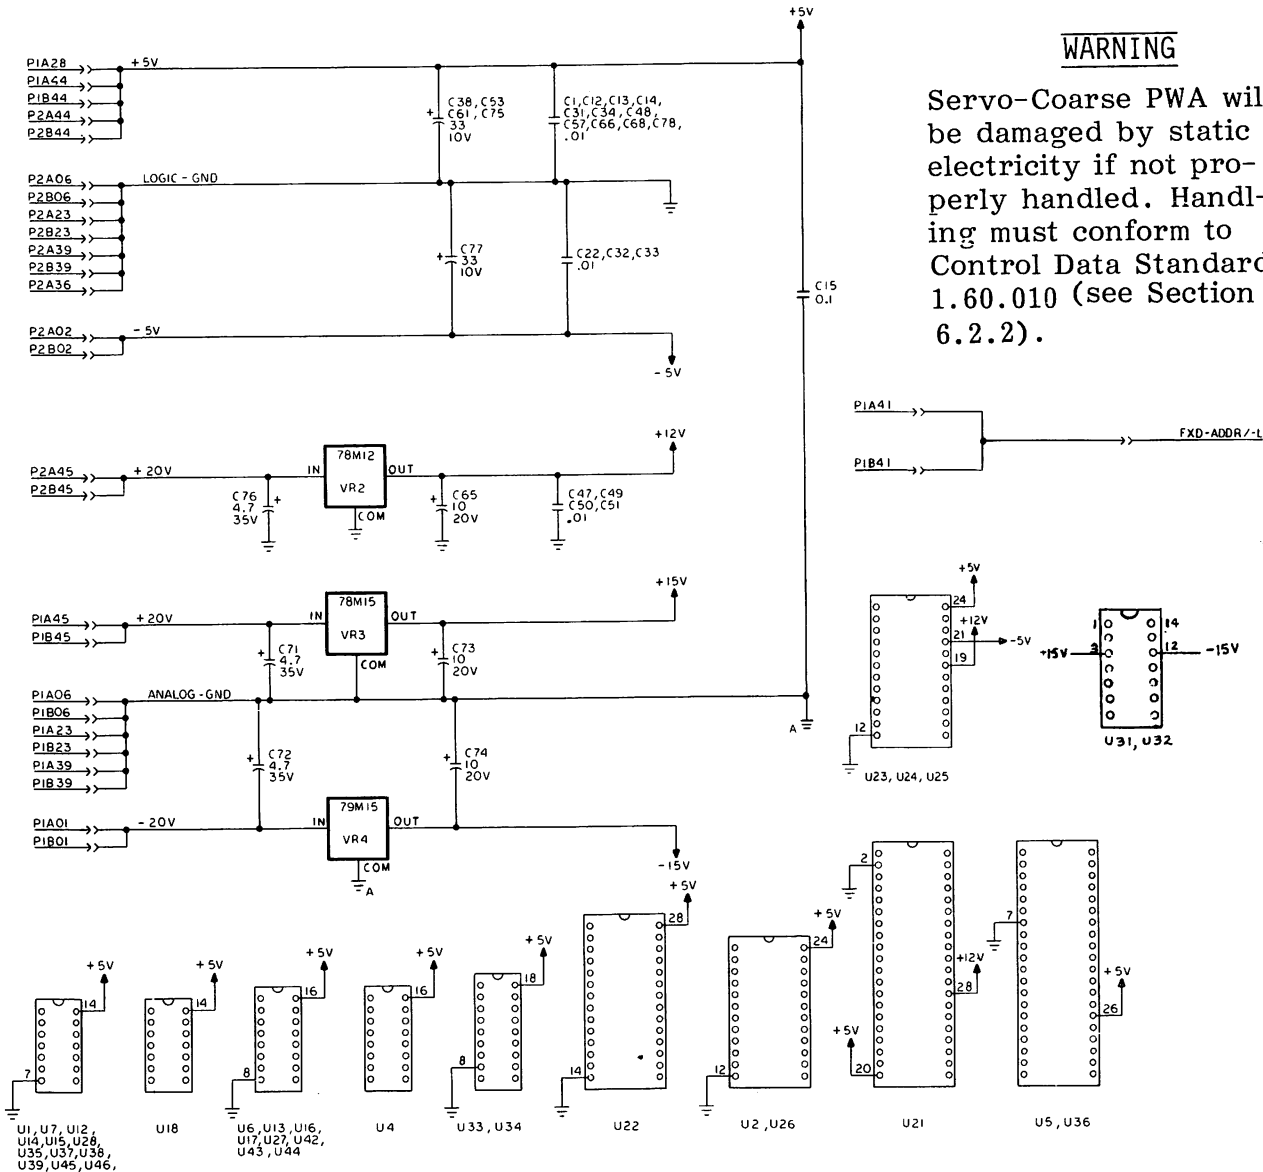 +5V
WARNING
Servo-Coarse PWA wil
be damaged by static
electricity if not pro-
perly handled. Handl-
ing must conform to
Control Data Standard
1.60.010 (see Section
6.2.2).
P1A28 +5V
P1A44
P1B44
P2A44
P2B44
C38, C53
C61, C75
33
10V
C1, C12, C13, C14,
C31, C34, C48,
C57, C66, C68, C78,
.01
P2A06 LOGIC-GND
P2B06
P2A23
P2B23
P2A39
P2B39
P2A36
C77
33
10V
C22, C32, C33
.01
C15
0.1
P2A02 -5V
P2B02
-5V
P1A41
P1B41
FXD-ADDR/-L
+12V
P2A45 +20V
P2B45
C76
4.7
35V
+
IN
78M12
VR2
OUT
COM
+ C65
10
20V
C47, C49
C50, C51
.01
+15V
P1A45 +20V
P1B45
+ C71
4.7
35V
IN
78M15
VR3
OUT
COM
+ C73
10
20V
P1A06 ANALOG-GND
P1B06
P1A23
P1B23
P1A39
P1B39
+ C72
4.7
35V
+ C74
10
20V
A
P1A01 -20V
P1B01
IN
79M15
VR4
OUT
COM
A
-15V
+5V
24
+12V
21
-5V
19
12
U23, U24, U25
1
14
+15V
3
12
-15V
U31, U32
+5V
14
7
U1, U7, U12,
U14, U15, U28,
U35, U37, U38,
U39, U45, U46,
+5V
14
U18
+5V
16
8
U6, U13, U16,
U17, U27, U42,
U43, U44
+5V
16
U4
+5V
18
8
U33, U34
+5V
28
14
U22
+5V
24
12
U2, U26
2
+12V
28
+5V
20
U21
7
+5V
26
U5, U36